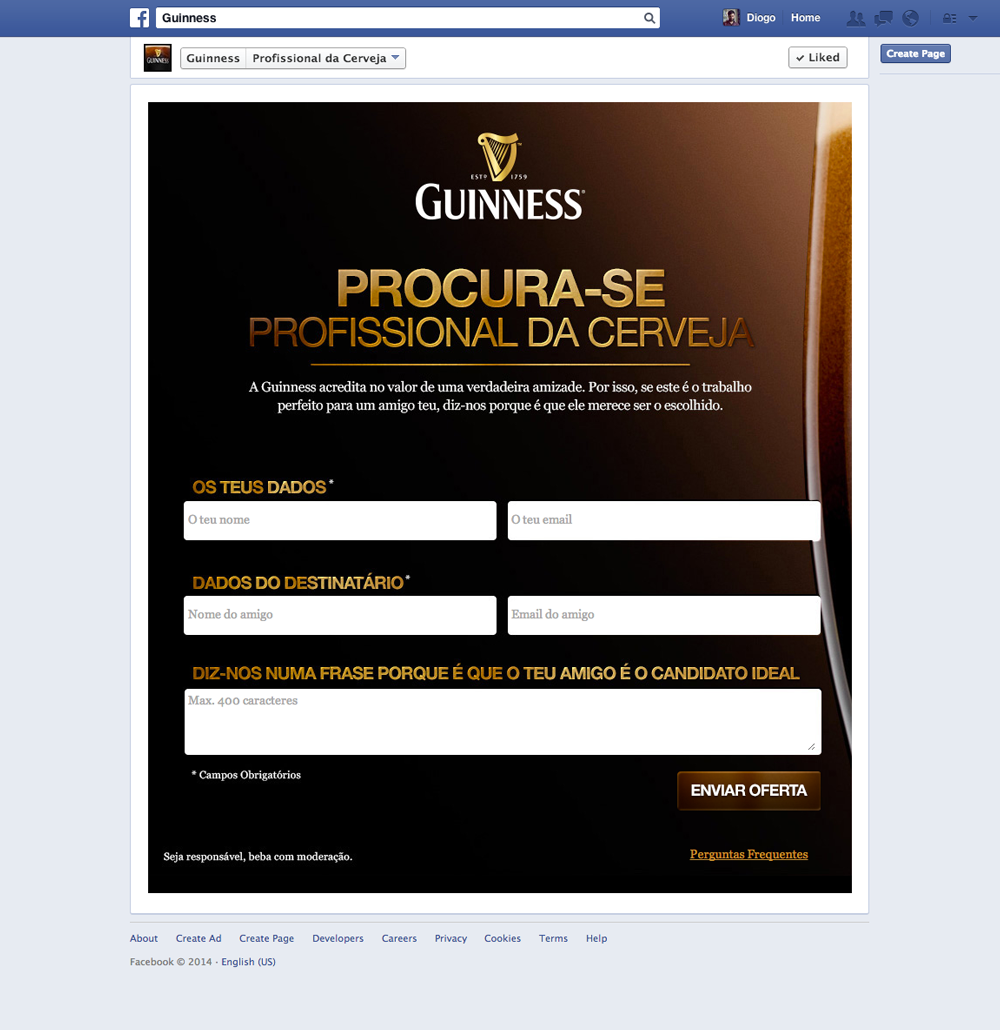 Guinness
Diogo
Home
GUINNESS
Guinness
Profissional da Cerveja
Liked
Create Page
ESTD 1759
GUINNESS
PROCURA-SE
PROFISSIONAL DA CERVEJA
A Guinness acredita no valor de uma verdadeira amizade. Por isso, se este é o trabalho
perfeito para um amigo teu, diz-nos porque é que ele merece ser o escolhido.
OS TEUS DADOS*
O teu nome
O teu email
DADOS DO DESTINATÁRIO*
Nome do amigo
Email do amigo
DIZ-NOS NUMA FRASE PORQUE É QUE O TEU AMIGO É O CANDIDATO IDEAL
Max. 400 caracteres
* Campos Obrigatórios
ENVIAR OFERTA
Seja responsável, beba com moderação.
Perguntas Frequentes
About
Create Ad
Create Page
Developers
Careers
Privacy
Cookies
Terms
Help
Facebook © 2014 · English (US)